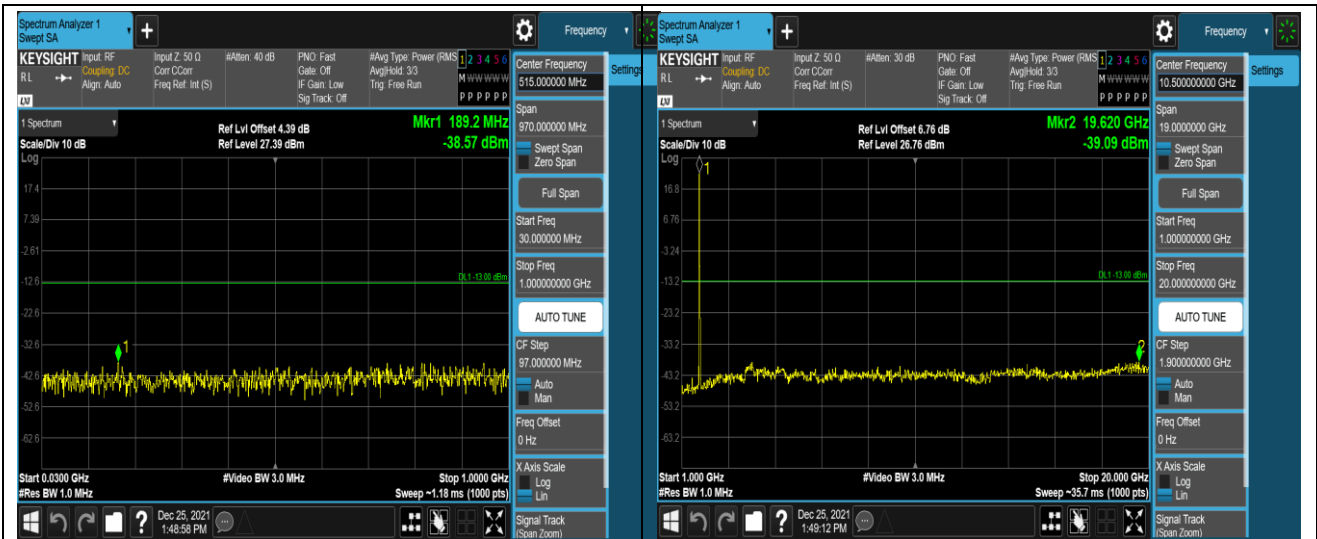 Spectrum Analyzer 1
Swept SA
+
Frequency
KEYSIGHT
RL
LXI
Input: RF
Coupling: DC
Align: Auto
Input Z: 50 Ω
Corr CCorr
Freq Ref: Int (S)
#Atten: 40 dB
PNO: Fast
Gate: Off
IF Gain: Low
Sig Track: Off
#Avg Type: Power (RMS
Avg|Hold: 3/3
Trig: Free Run
1 2 3 4 5 6
M W W W W W
P P P P P P
1 Spectrum
Scale/Div 10 dB
Log
Ref Lvl Offset 4.39 dB
Ref Level 27.39 dBm
Mkr1 189.2 MHz
-38.57 dBm
17.4
7.39
-2.61
-12.6
-22.6
-32.6
-42.6
-52.6
-62.6
DL1 -13.00 dBm
1
Start 0.0300 GHz
#Res BW 1.0 MHz
#Video BW 3.0 MHz
Stop 1.0000 GHz
Sweep ~1.18 ms (1000 pts)
Center Frequency
515.000000 MHz
Settings
Span
970.000000 MHz
Swept Span
Zero Span
Full Span
Start Freq
30.000000 MHz
Stop Freq
1.000000000 GHz
AUTO TUNE
CF Step
97.000000 MHz
Auto
Man
Freq Offset
0 Hz
X Axis Scale
Log
Lin
Signal Track
(Span Zoom)
?
Dec 25, 2021
1:48:58 PM
Spectrum Analyzer 1
Swept SA
+
Frequency
KEYSIGHT
RL
LXI
Input: RF
Coupling: DC
Align: Auto
Input Z: 50 Ω
Corr CCorr
Freq Ref: Int (S)
#Atten: 30 dB
PNO: Fast
Gate: Off
IF Gain: Low
Sig Track: Off
#Avg Type: Power (RMS
Avg|Hold: 3/3
Trig: Free Run
1 2 3 4 5 6
M W W W W W
P P P P P P
1 Spectrum
Scale/Div 10 dB
Log
Ref Lvl Offset 6.76 dB
Ref Level 26.76 dBm
Mkr2 19.620 GHz
-39.09 dBm
1
16.8
6.76
-3.24
-13.2
-23.2
-33.2
-43.2
-53.2
-63.2
DL1 -13.00 dBm
2
Start 1.000 GHz
#Res BW 1.0 MHz
#Video BW 3.0 MHz
Stop 20.000 GHz
Sweep ~35.7 ms (1000 pts)
Center Frequency
10.50000000 GHz
Settings
Span
19.0000000 GHz
Swept Span
Zero Span
Full Span
Start Freq
1.000000000 GHz
Stop Freq
20.00000000 GHz
AUTO TUNE
CF Step
1.900000000 GHz
Auto
Man
Freq Offset
0 Hz
X Axis Scale
Log
Lin
Signal Track
(Span Zoom)
?
Dec 25, 2021
1:49:12 PM